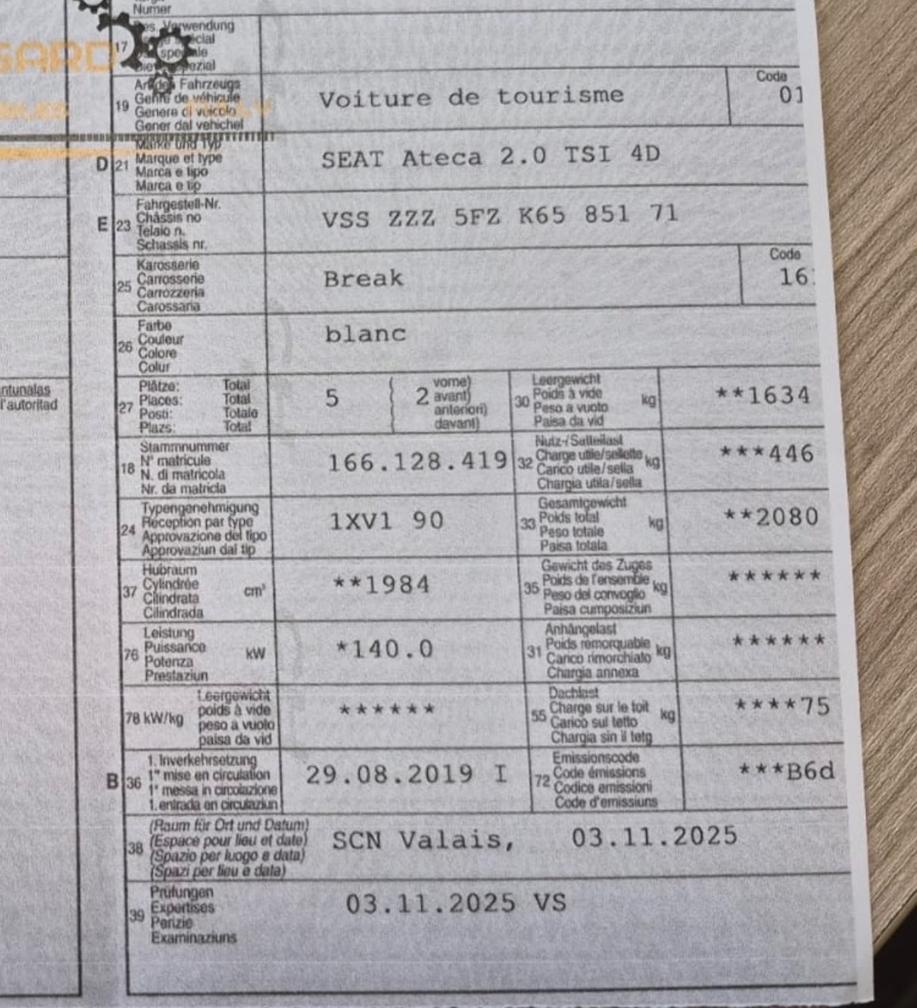 Numer
17
Verwendung
GARD
19
Art des Fahrzeugs
Genre de véhicule
Genere di veicolo
Gener dal vehichel
Voiture de tourisme
Code
01
D 21
Marke und Typ
Marque et type
Marca e tipo
Marca e tip
SEAT Ateca 2.0 TSI 4D
E 23
Fahrgestell-Nr.
Châssis no
Telaio n.
Schassis nr.
VSS ZZZ 5FZ K65 851 71
25
Karosserie
Carrosserie
Carrozzeria
Carossaria
Break
Code
16
26
Farbe
Couleur
Colore
Colur
blanc
ntunalas
l'autoritad
27
Plätze: Total
Places: Total
Posti: Totale
Plazs: Total
5
2
vorne)
avant)
anteriori)
davant)
30
Leergewicht
Poids à vide
Peso a vuoto
Paisa da vid
kg
**1634
18
Stammnummer
N° matricule
N. di matricola
Nr. da matricla
166.128.419
32
Nutz-/Sattellast
Charge utile/sellette
Carico utile/sella
Chargia utila/sella
kg
***446
24
Typengenehmigung
Réception par type
Approvazione del tipo
Approvaziun dal tip
1XV1 90
33
Gesamtgewicht
Poids total
Peso totale
Paisa totala
kg
**2080
37
Hubraum
Cylindrée
Cilindrata
Cilindrada
cm³
**1984
35
Gewicht des Zuges
Poids de l'ensemble
Peso del convoglio
Paisa cumposiziun
kg
******
76
Leistung
Puissance
Potenza
Prestaziun
kW
*140.0
31
Anhängelast
Poids remorquable
Carico rimorchiato
Chargia annexa
kg
******
78 kW/kg
Leergewicht
poids à vide
peso a vuoto
paisa da vid
******
55
Dachlast
Charge sur le toit
Carico sul tetto
Chargia sin il tetg
kg
****75
B 36
1. Inverkehrsetzung
1re mise en circulation
1a messa in circolazione
1. entrada en circulaziun
29.08.2019 I
72
Emissionscode
Code émissions
Codice emissioni
Code d'emissiuns
***B6d
38
(Raum für Ort und Datum)
(Espace pour lieu et date)
(Spazio per luogo e data)
(Spazi per lieu e data)
SCN Valais, 03.11.2025
39
Prüfungen
Expertises
Perizie
Examinaziuns
03.11.2025 VS